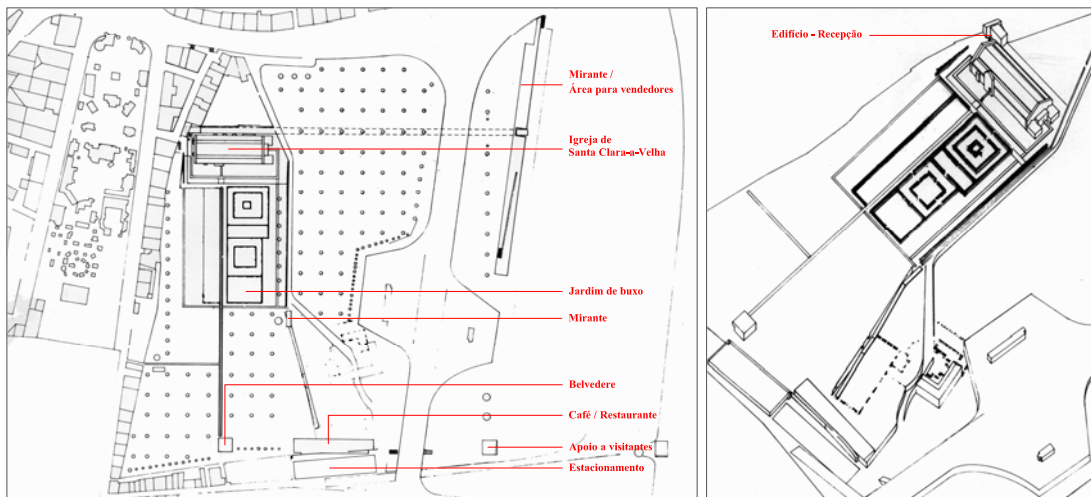 Mirante /
Área para vendedores
Igreja de
Santa Clara-a-Velha
Jardim de buxo
Mirante
Belvedere
Café / Restaurante
Apoio a visitantes
Estacionamento
Edifício - Recepção